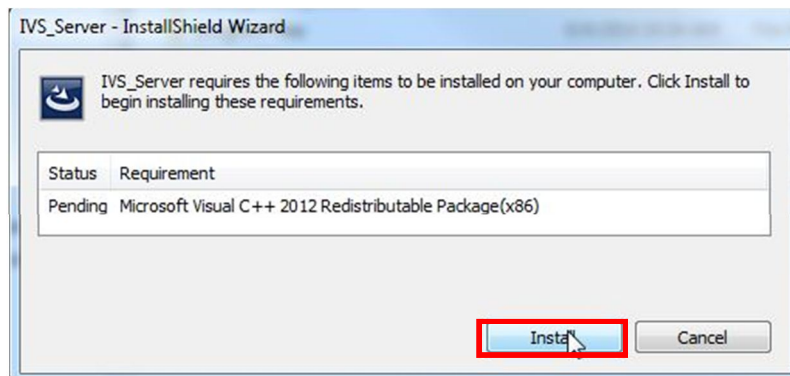 IVS_Server - InstallShield Wizard
IVS_Server requires the following items to be installed on your computer. Click Install to
begin installing these requirements.
Status Requirement
Pending Microsoft Visual C++ 2012 Redistributable Package(x86)
Install Cancel